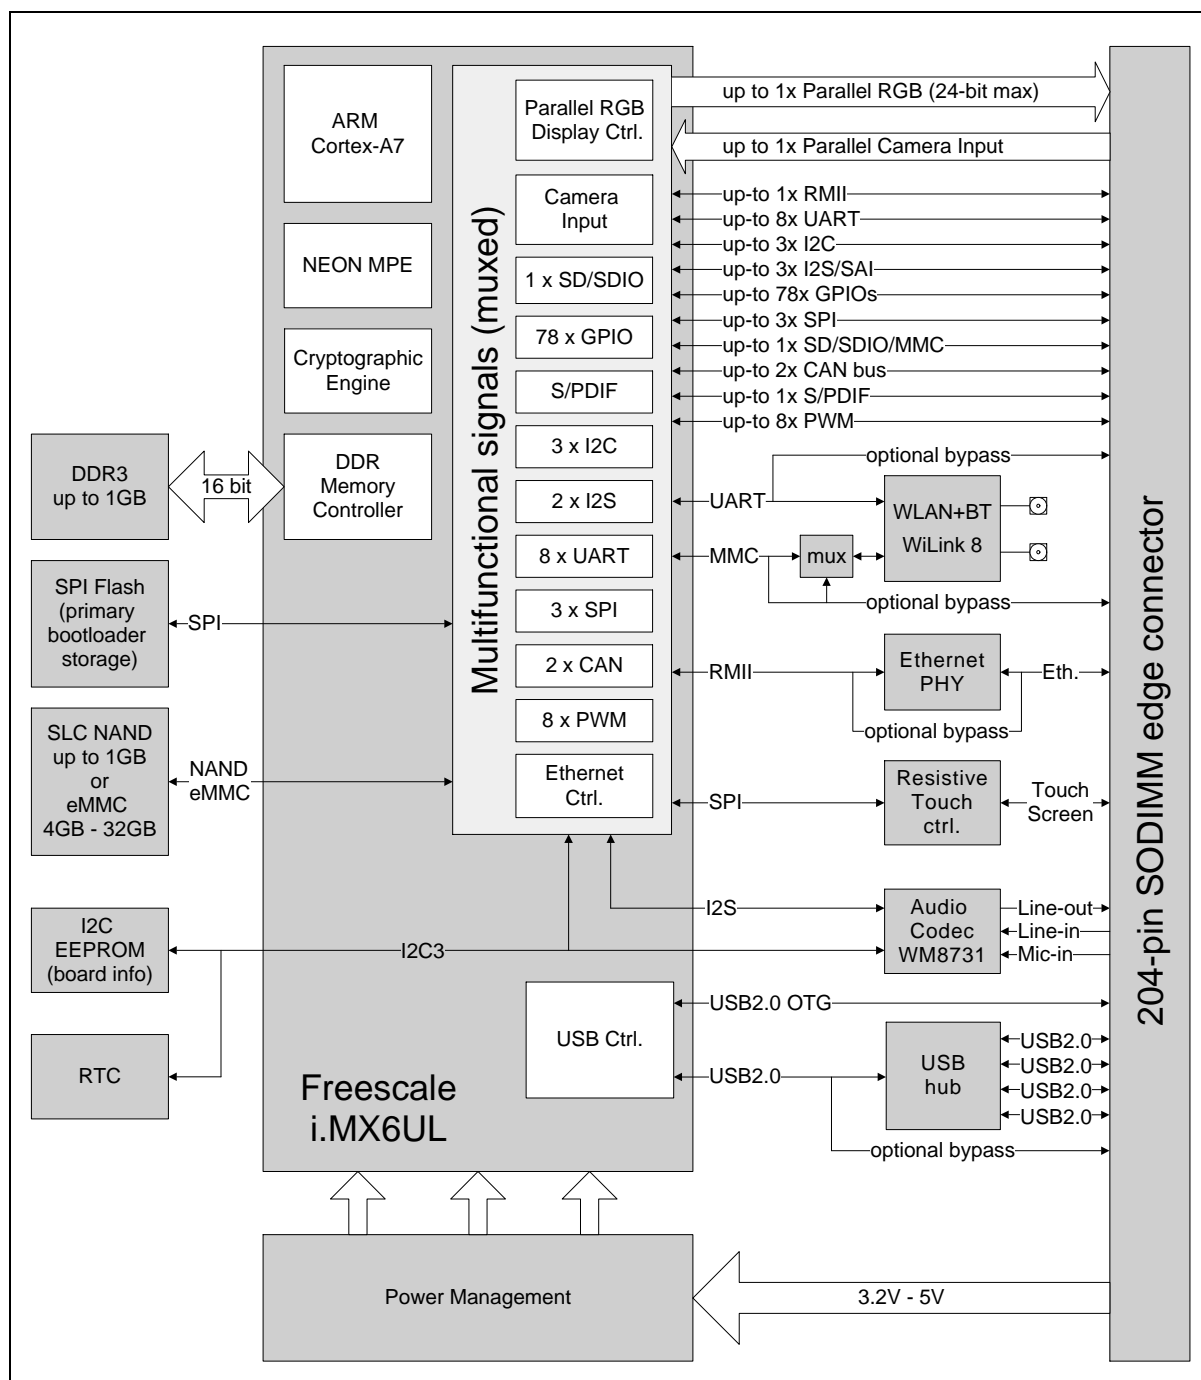 ARM
Cortex-A7
NEON MPE
Cryptographic
Engine
DDR
Memory
Controller
Multifunctional signals (muxed)
Parallel RGB
Display Ctrl.
Camera
Input
1 x SD/SDIO
78 x GPIO
S/PDIF
3 x I2C
2 x I2S
8 x UART
3 x SPI
2 x CAN
8 x PWM
Ethernet
Ctrl.
up to 1x Parallel RGB (24-bit max)
up to 1x Parallel Camera Input
up-to 1x RMII
up-to 8x UART
up-to 3x I2C
up-to 3x I2S/SAI
up-to 78x GPIOs
up-to 3x SPI
up-to 1x SD/SDIO/MMC
up-to 2x CAN bus
up-to 1x S/PDIF
up-to 8x PWM
optional bypass
UART
WLAN+BT
WiLink 8
MMC
mux
optional bypass
RMII
Ethernet
PHY
Eth.
optional bypass
SPI
Resistive
Touch
ctrl.
Touch
Screen
I2S
Audio
Codec
WM8731
Line-out
Line-in
Mic-in
204-pin SODIMM edge connector
DDR3
up to 1GB
16 bit
SPI Flash
(primary
bootloader
storage)
SPI
SLC NAND
up to 1GB
or
eMMC
4GB - 32GB
NAND
eMMC
I2C
EEPROM
(board info)
I2C3
RTC
USB Ctrl.
USB2.0 OTG
USB2.0
USB
hub
USB2.0
USB2.0
USB2.0
USB2.0
optional bypass
Freescale
i.MX6UL
Power Management
3.2V - 5V